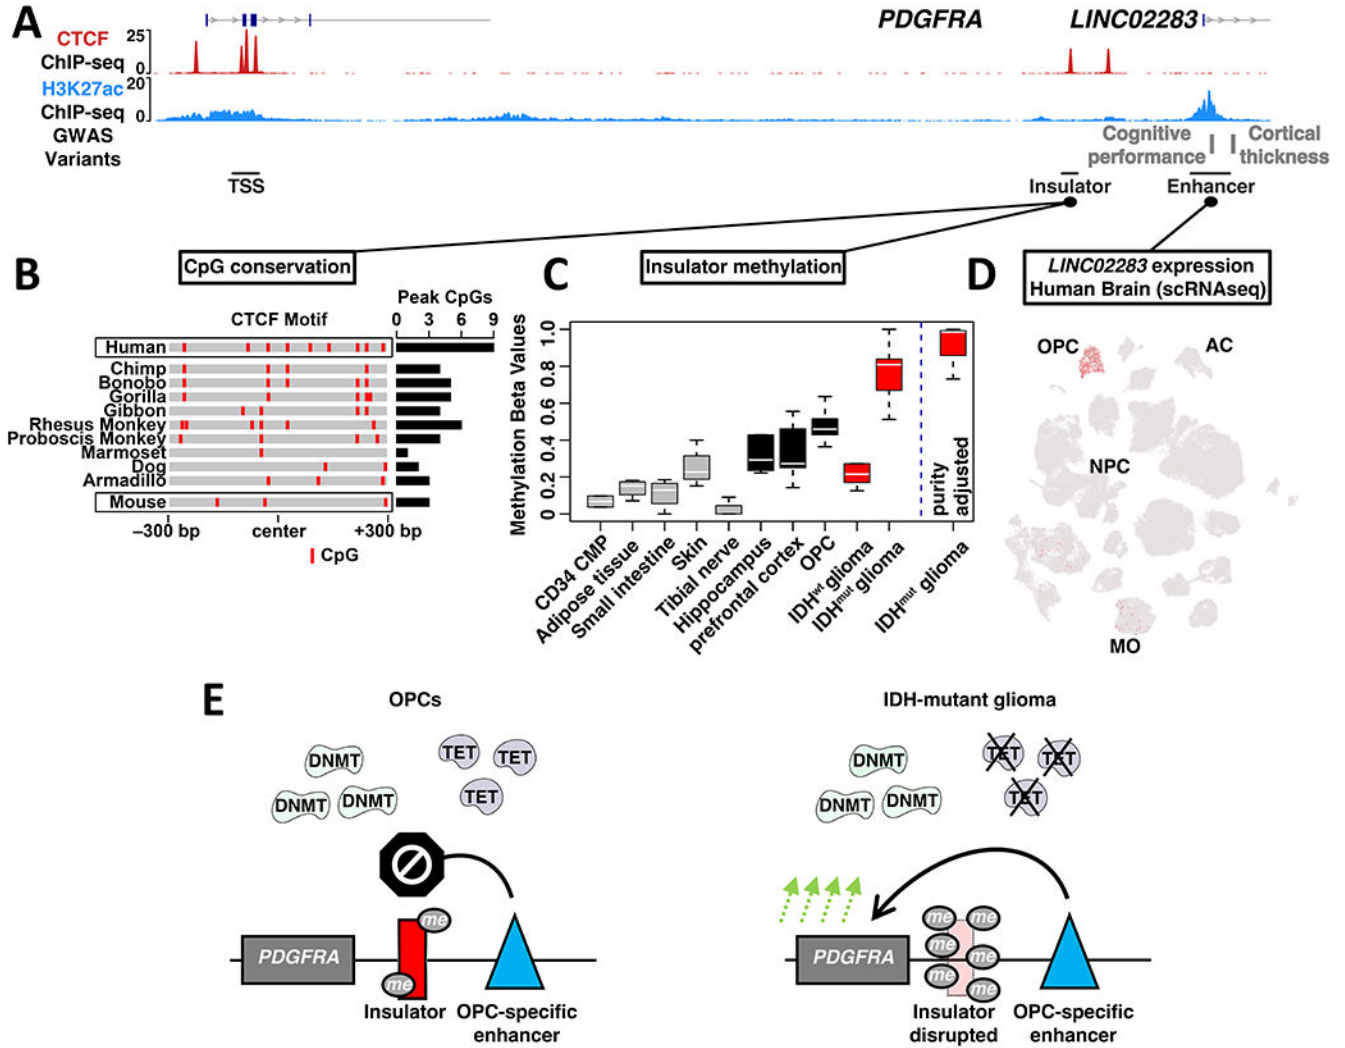 A
PDGFRA
LINC02283
CTCF
ChIP-seq
25
0
H3K27ac
ChIP-seq
20
0
GWAS
Variants
Cognitive
performance
Cortical
thickness
TSS
Insulator
Enhancer
CpG conservation
Insulator methylation
LINC02283 expression
Human Brain (scRNAseq)
B
CTCF Motif
Peak CpGs
0 3 6 9
Human
Chimp
Bonobo
Gorilla
Gibbon
Rhesus Monkey
Proboscis Monkey
Marmoset
Dog
Armadillo
Mouse
−300 bp center +300 bp
CpG
C
Methylation Beta Values
1.0
0.8
0.6
0.4
0.2
0
purity
adjusted
CD34 CMP
Adipose tissue
Small intestine
Skin
Tibial nerve
Hippocampus
prefrontal cortex
OPC
IDHwt glioma
IDHmut glioma
IDHmut glioma
D
OPC
AC
NPC
MO
E
OPCs
DNMT
DNMT DNMT
TET TET
TET
me
me
PDGFRA
Insulator
OPC-specific
enhancer
IDH-mutant glioma
DNMT
DNMT DNMT
TET TET
TET
me me
me me
me me
PDGFRA
Insulator
disrupted
OPC-specific
enhancer